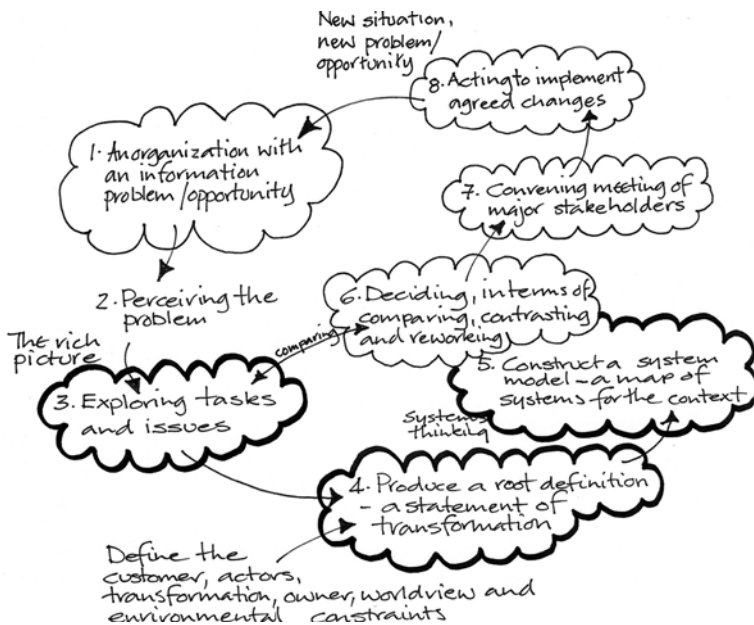 New situation,
new problem/
opportunity
8. Acting to implement
agreed changes
1. An organization with
an information
problem/opportunity
7. Convening meeting of
major stakeholders
2. Perceiving the
problem
6. Deciding, in terms of
comparing, contrasting
and reworking
The rich
picture
comparing
5. Construct a system
model – a map of
systems for the context
3. Exploring tasks
and issues
Systems
thinking
4. Produce a root definition
– a statement of
transformation
Define the
customer, actors,
transformation, owner, worldview and
environmental constraints